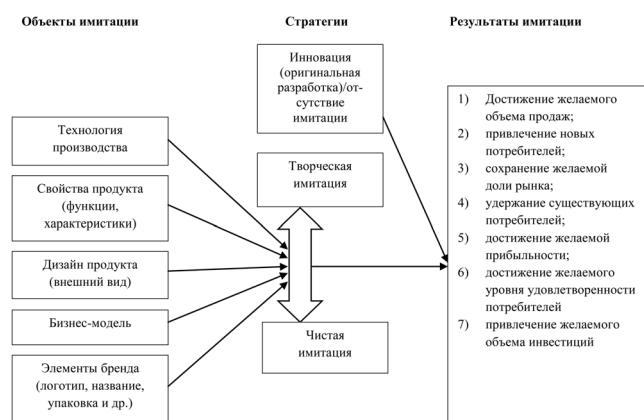 Объекты имитации
Стратегии
Результаты имитации
Технология
производства
Свойства продукта
(функции,
характеристики)
Дизайн продукта
(внешний вид)
Бизнес-модель
Элементы бренда
(логотип, название,
упаковка и др.)
Инновация
(оригинальная
разработка)/от-
сутствие
имитации
Творческая
имитация
Чистая
имитация
1) Достижение желаемого
объема продаж;
2) привлечение новых
потребителей;
3) сохранение желаемой
доли рынка;
4) удержание существующих
потребителей;
5) достижение желаемой
прибыльности;
6) достижение желаемого
уровня удовлетворенности
потребителей
7) привлечение желаемого
объема инвестиций